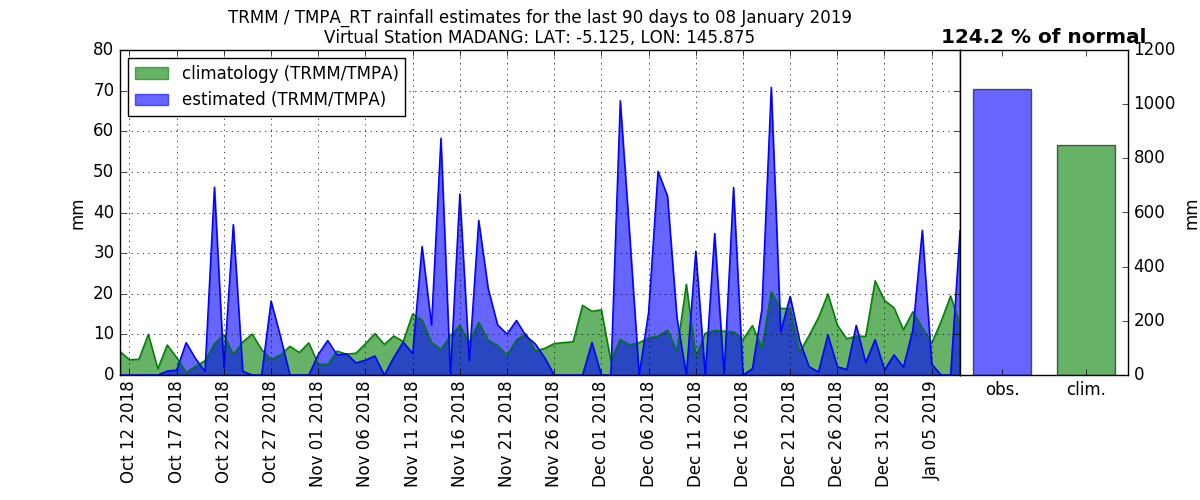 TRMM / TMPA_RT rainfall estimates for the last 90 days to 08 January 2019
Virtual Station MADANG: LAT: -5.125, LON: 145.875
124.2 % of normal
climatology (TRMM/TMPA)
estimated (TRMM/TMPA)
80
70
60
50
40
30
20
10
0
mm
1200
1000
800
600
400
200
0
mm
Oct 12 2018
Oct 17 2018
Oct 22 2018
Oct 27 2018
Nov 01 2018
Nov 06 2018
Nov 11 2018
Nov 16 2018
Nov 21 2018
Nov 26 2018
Dec 01 2018
Dec 06 2018
Dec 11 2018
Dec 16 2018
Dec 21 2018
Dec 26 2018
Dec 31 2018
Jan 05 2019
obs.
clim.